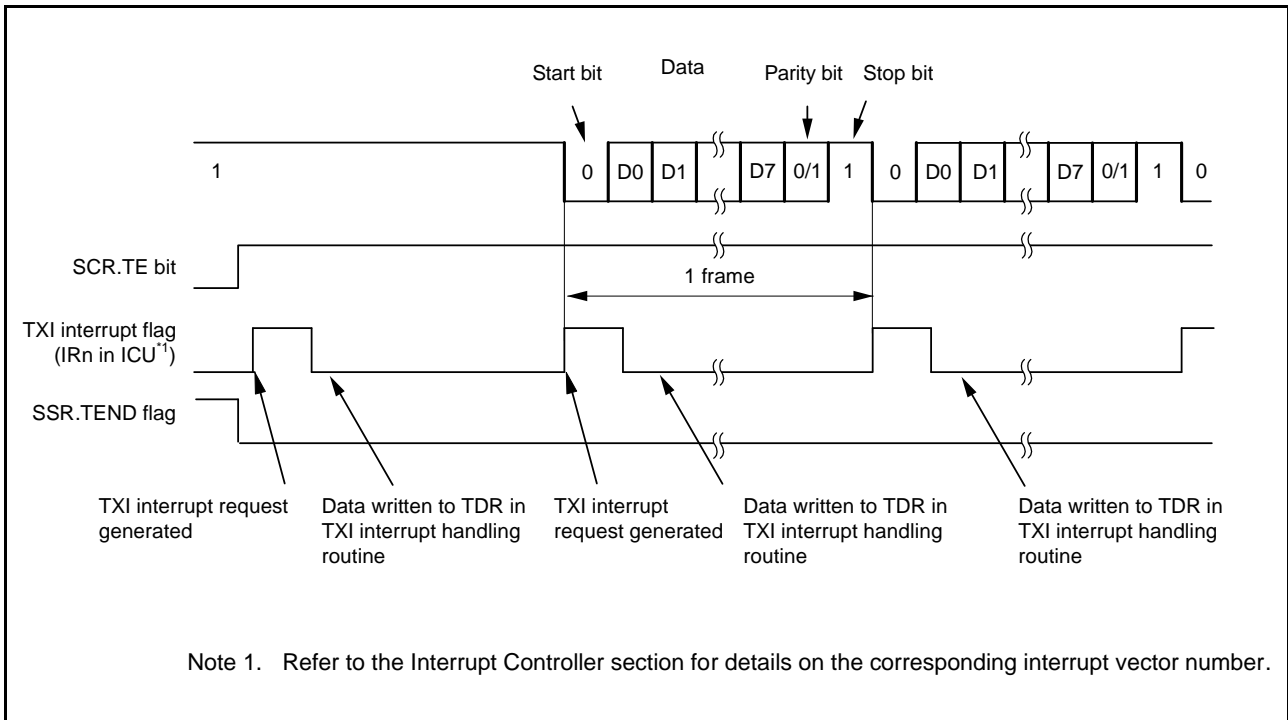 Start bit
Data
Parity bit
Stop bit
1
0 D0 D1 D7 0/1 1 0 D0 D1 D7 0/1 1 0
SCR.TE bit
1 frame
TXI interrupt flag
(IRn in ICU*1)
SSR.TEND flag
TXI interrupt request
generated
Data written to TDR in
TXI interrupt handling
routine
TXI interrupt
request generated
Data written to TDR in
TXI interrupt handling
routine
Data written to TDR in
TXI interrupt handling
routine
Note 1. Refer to the Interrupt Controller section for details on the corresponding interrupt vector number.